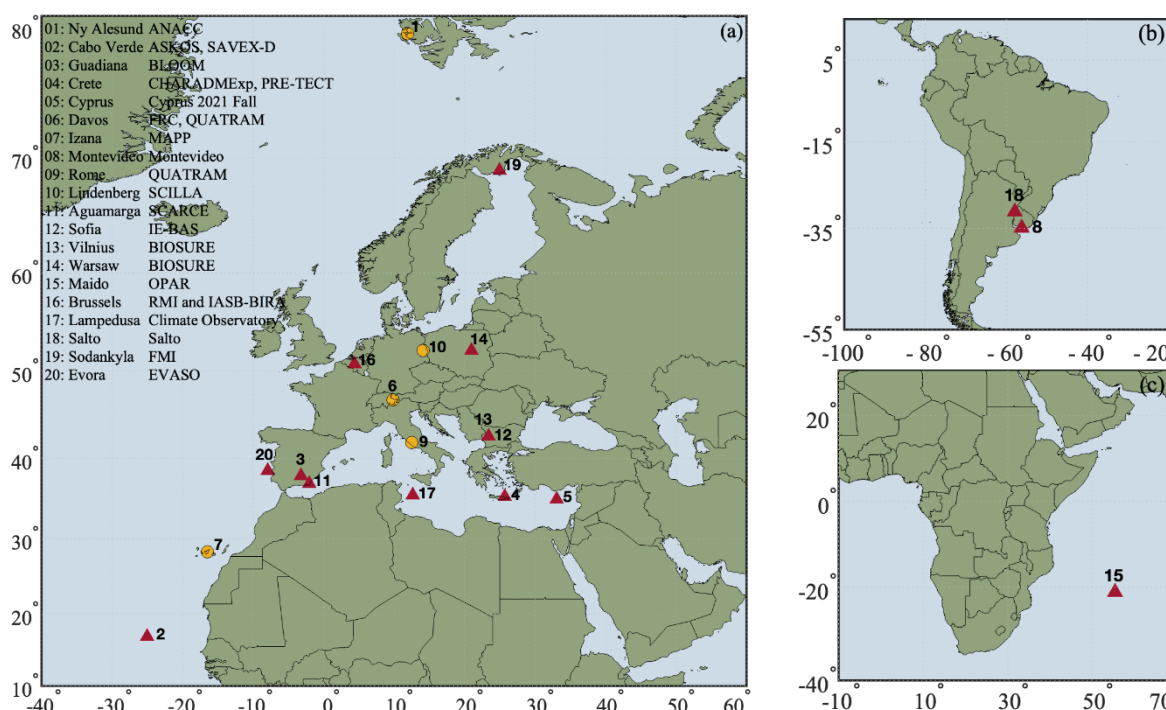 01: Ny Alesund ANACC
02: Cabo Verde ASKOS, SAVEX-D
03: Guadiana BLOOM
04: Crete CHARADMExp, PRE-TECT
05: Cyprus Cyprus 2021 Fall
06: Davos FRC, QUATRAM
07: Izana MAPP
08: Montevideo Montevideo
09: Rome QUATRAM
10: Lindenberg SCILLA
11: Aguamarga SCARCE
12: Sofia IE-BAS
13: Vilnius BIOSURE
14: Warsaw BIOSURE
15: Maido OPAR
16: Brussels RMI and IASB-BIRA
17: Lampedusa Climate Observatory
18: Salto Salto
19: Sodankyla FMI
20: Evora EVASO
(a)
80°
70°
60°
50°
40°
30°
20°
10°
1
19
14
10
16
6
13
12
9
20
3
11
17
4
5
7
2
-40 -30 -20 -10 0 10 20 30 40 50 60
(b)
5°
-15°
-35°
-55°
18
8
-100 -80 -60 -40
(c)
20°
0°
-20°
-40°
15
-10 10 30 50 70